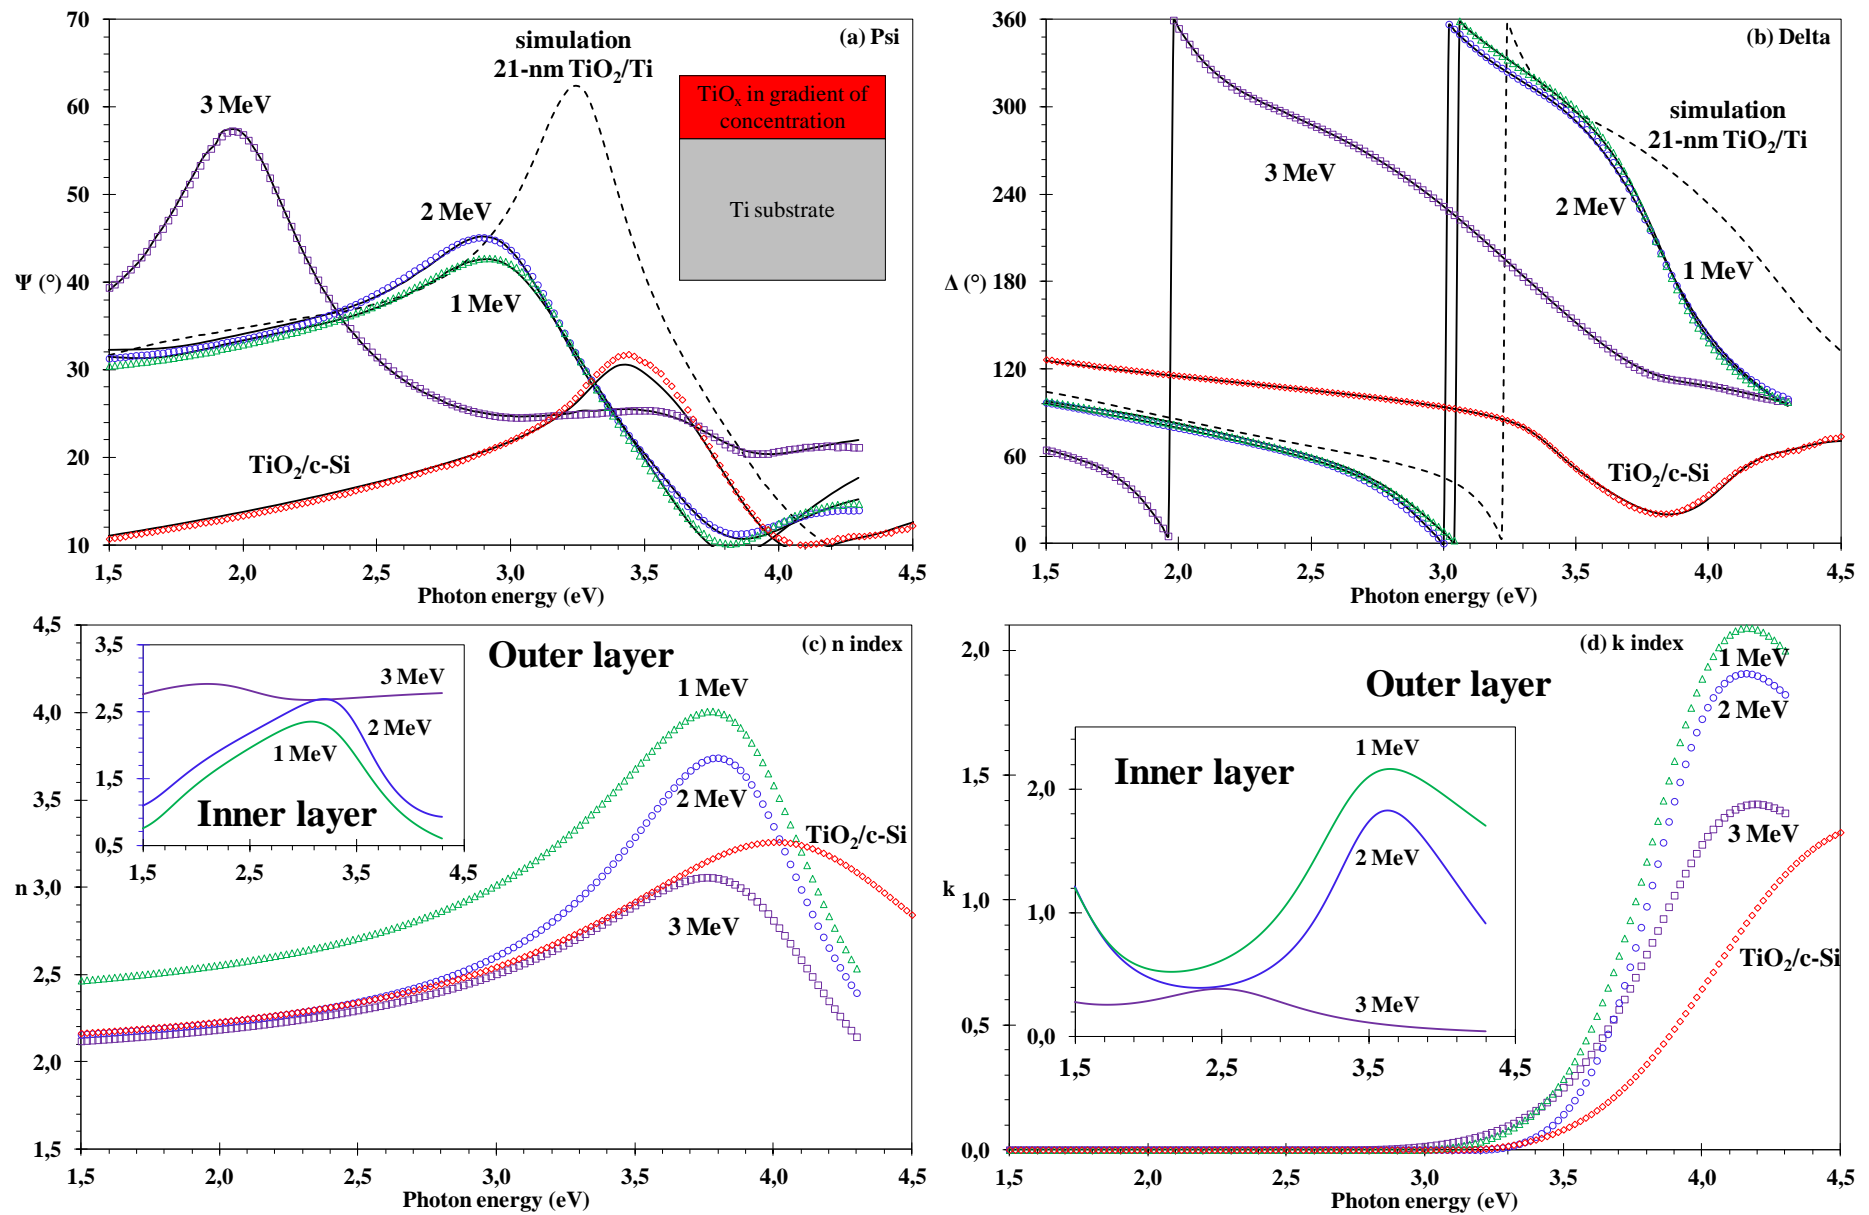 (a) Psi
simulation
21-nm TiO₂/Ti
TiOₓ in gradient of
concentration
Ti substrate
3 MeV
2 MeV
1 MeV
TiO₂/c-Si
Ψ (°)
70
60
50
40
30
20
10
1,5 2,0 2,5 3,0 3,5 4,0 4,5
Photon energy (eV)
(b) Delta
simulation
21-nm TiO₂/Ti
3 MeV
2 MeV
1 MeV
TiO₂/c-Si
Δ (°)
360
300
240
180
120
60
0
1,5 2,0 2,5 3,0 3,5 4,0 4,5
Photon energy (eV)
(c) n index
Outer layer
1 MeV
2 MeV
TiO₂/c-Si
3 MeV
n
4,5
4,0
3,5
3,0
2,5
2,0
1,5
1,5 2,0 2,5 3,0 3,5 4,0 4,5
Photon energy (eV)
3 MeV
2 MeV
1 MeV
Inner layer
3,5
2,5
1,5
0,5
1,5 2,5 3,5 4,5
(d) k index
Outer layer
1 MeV
2 MeV
3 MeV
TiO₂/c-Si
k
2,0
1,5
1,0
0,5
0,0
1,5 2,0 2,5 3,0 3,5 4,0 4,5
Photon energy (eV)
Inner layer
1 MeV
2 MeV
3 MeV
2,0
1,0
0,0
1,5 2,5 3,5 4,5